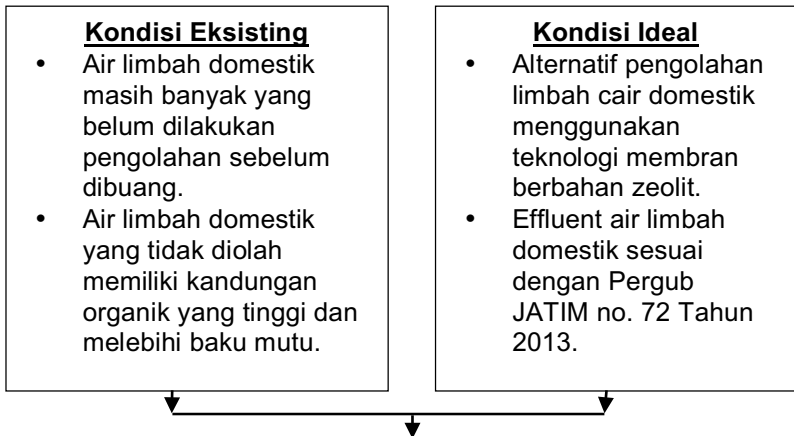 Kondisi Eksisting
• Air limbah domestik
masih banyak yang
belum dilakukan
pengolahan sebelum
dibuang.
• Air limbah domestik
yang tidak diolah
memiliki kandungan
organik yang tinggi dan
melebihi baku mutu.
Kondisi Ideal
• Alternatif pengolahan
limbah cair domestik
menggunakan
teknologi membran
berbahan zeolit.
• Effluent air limbah
domestik sesuai
dengan Pergub
JATIM no. 72 Tahun
2013.